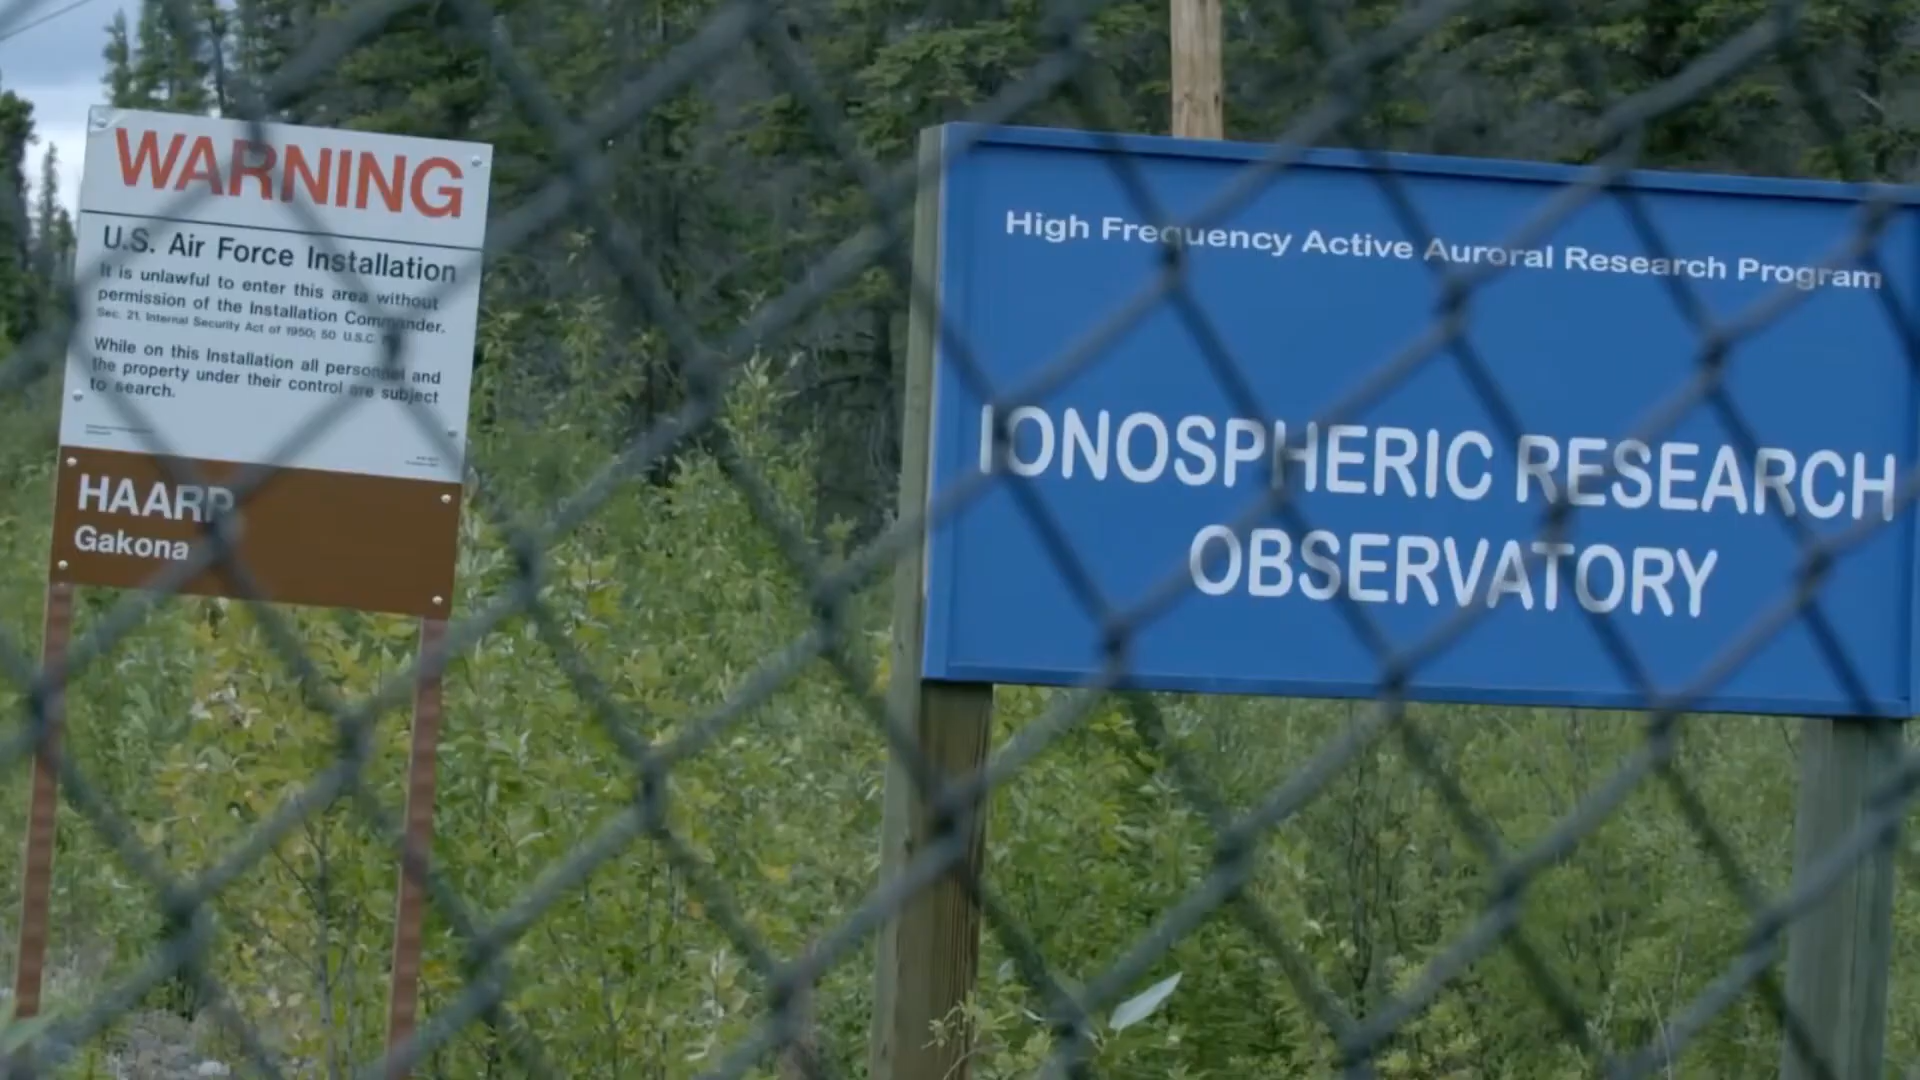 WARNING
U.S. Air Force Installation
It is unlawful to enter this area without
permission of the Installation Commander.
Sec. 21, Internal Security Act of 1950; 50 U.S.C.
While on this Installation all personnel and
the property under their control are subject
to search.
HAARP
Gakona
High Frequency Active Auroral Research Program
IONOSPHERIC RESEARCH
OBSERVATORY